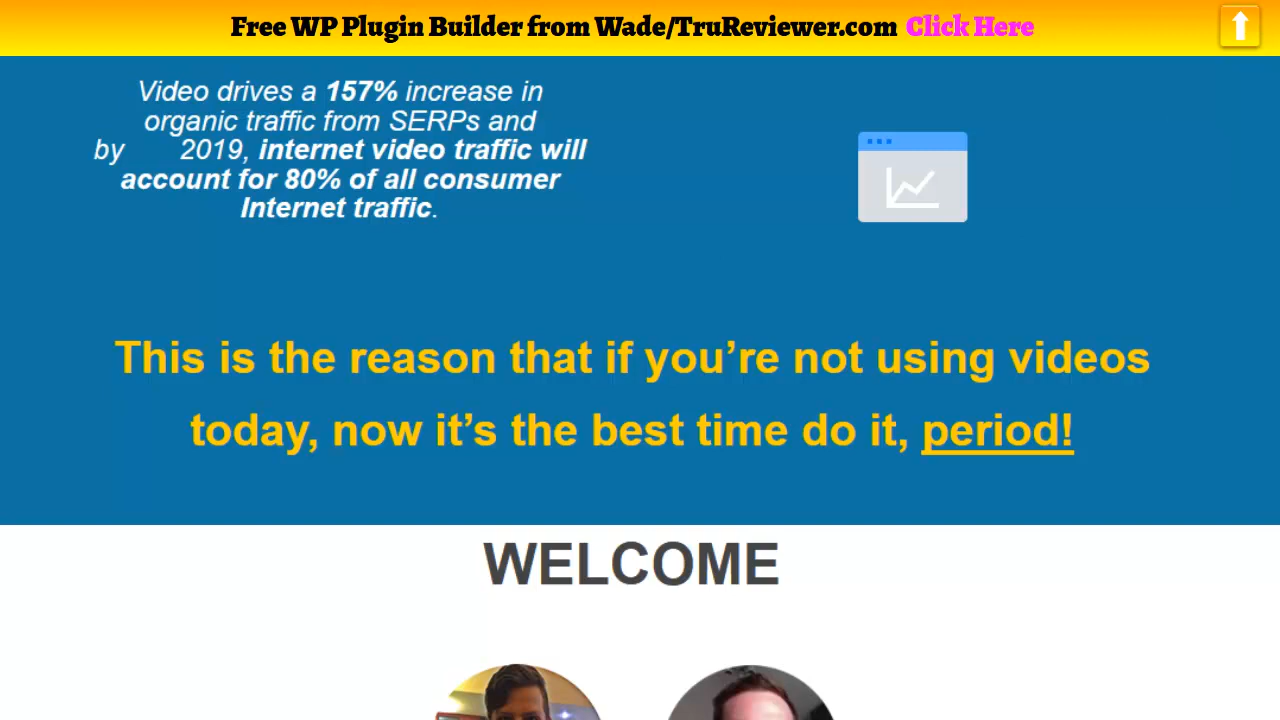 Free WP Plugin Builder from Wade/TruReviewer.com Click Here
Video drives a 157% increase in
organic traffic from SERPs and
by 2019, internet video traffic will
account for 80% of all consumer
Internet traffic.
This is the reason that if you’re not using videos
today, now it’s the best time do it, period!
WELCOME